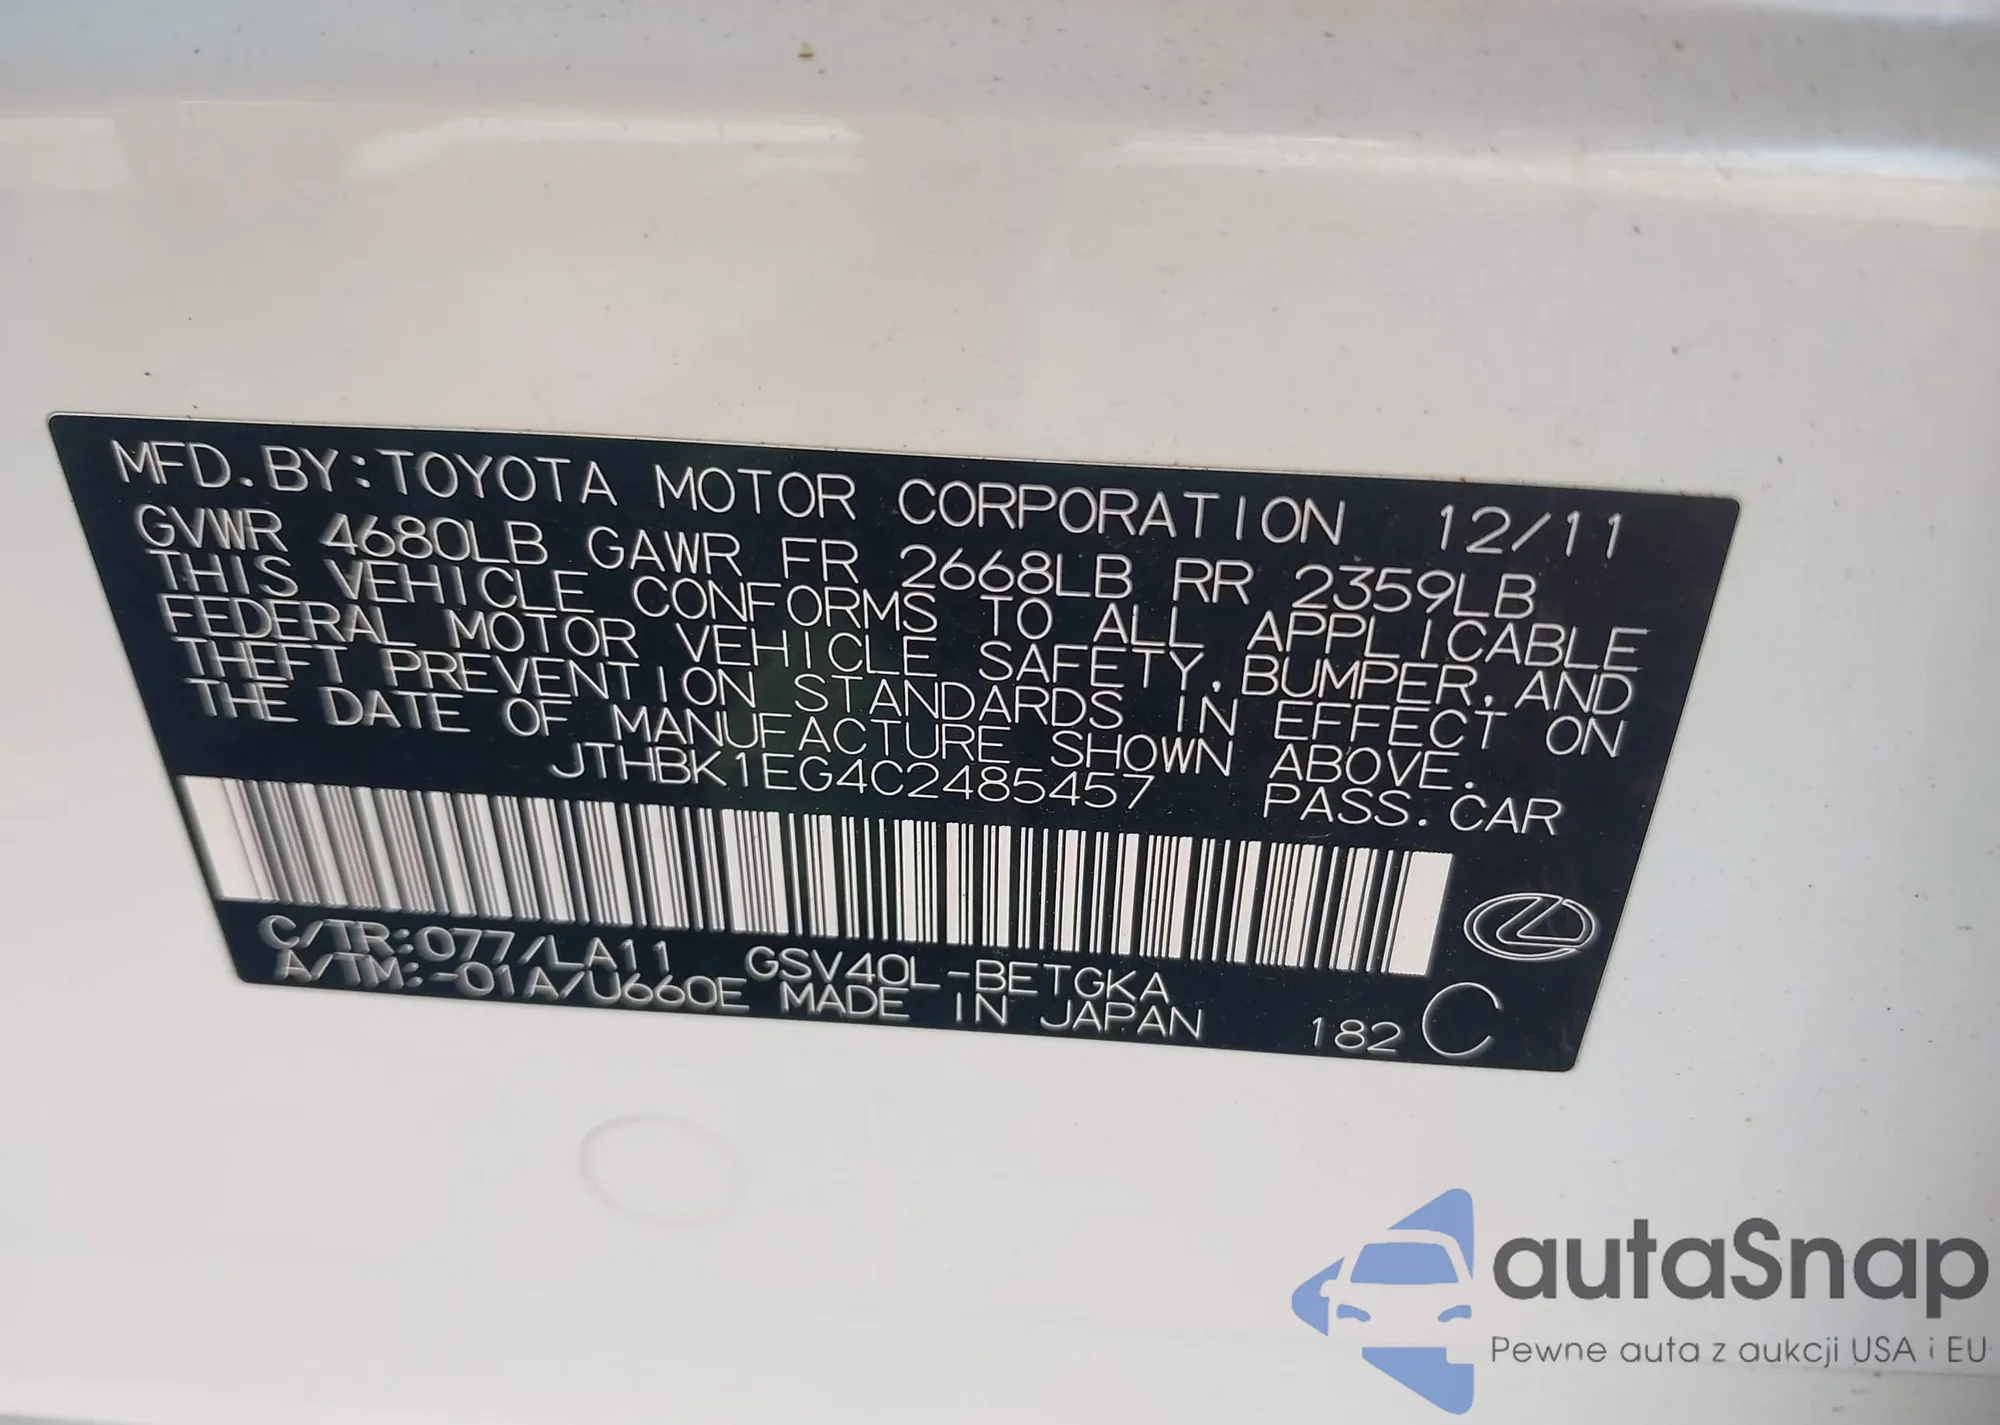 MFD. BY: TOYOTA MOTOR CORPORATION 12/11
GVWR 4680LB GAWR FR 2668LB RR 2359LB
THIS VEHICLE CONFORMS TO ALL APPLICABLE
FEDERAL MOTOR VEHICLE SAFETY, BUMPER, AND
THEFT PREVENTION STANDARDS IN EFFECT ON
THE DATE OF MANUFACTURE SHOWN ABOVE.
JTHBK1EG4C2485457 PASS. CAR
C/TR:077/LA11 GSV40L-BETGKA
A/TM:-01A/U660E MADE IN JAPAN 182 C
autaSnap
Pewne auta z aukcji USA i EU